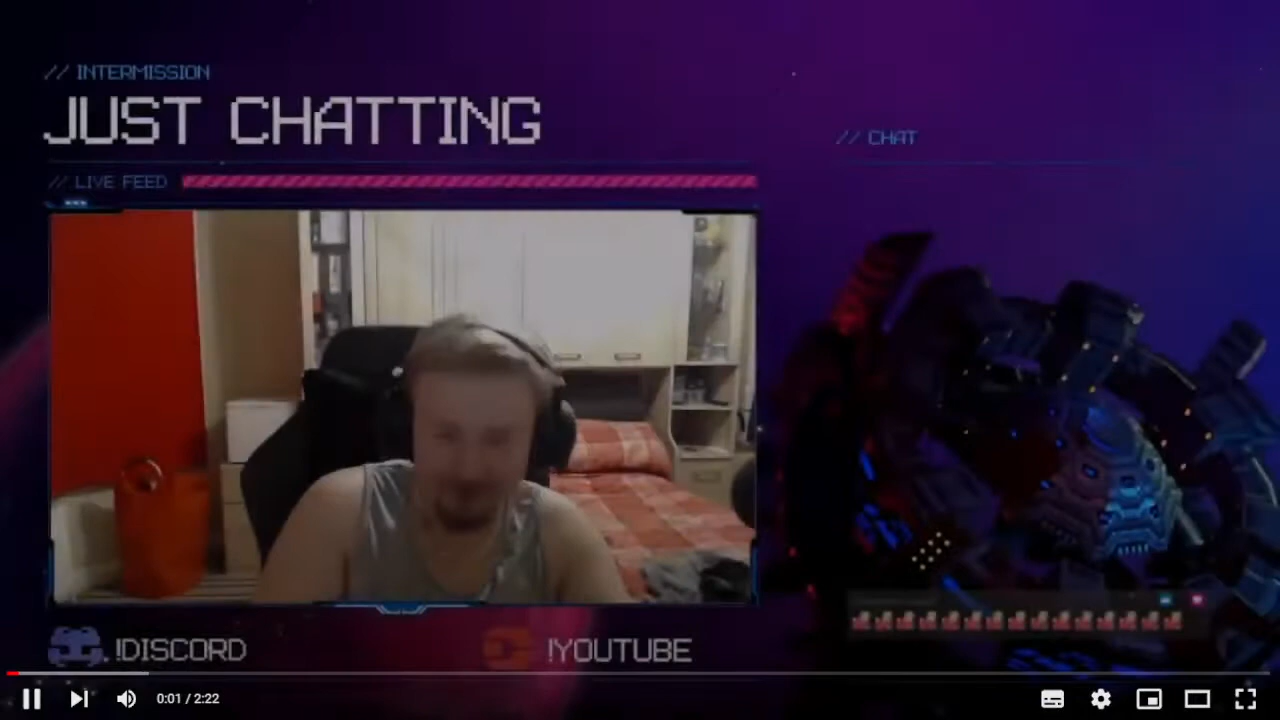 // INTERMISSION
JUST CHATTING
// CHAT
// LIVE FEED
!DISCORD
!YOUTUBE
0:01 / 2:22